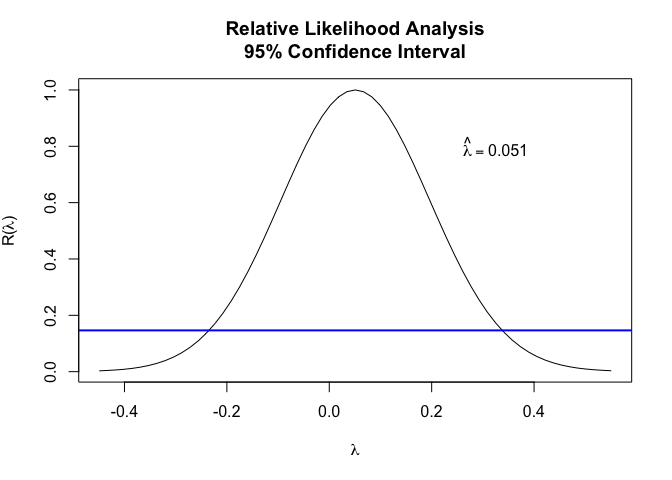 Relative Likelihood Analysis
95% Confidence Interval
R(λ)
1.0
0.8
0.6
0.4
0.2
0.0
λ̂ = 0.051
-0.4
-0.2
0.0
0.2
0.4
λ